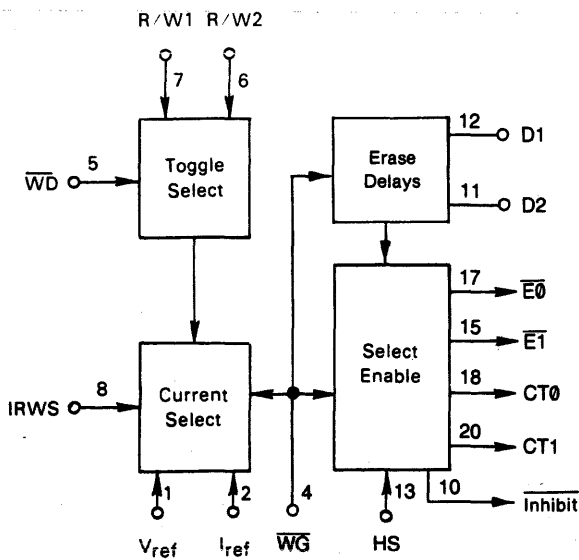 R/W1 R/W2
7 6
12 D1
WD 5
Toggle
Select
Erase
Delays
11 D2
17 E0
15 E1
Select
Enable
18 CT0
IRWS 8
Current
Select
20 CT1
1 2 4 13 10 Inhibit
Vref Iref WG HS